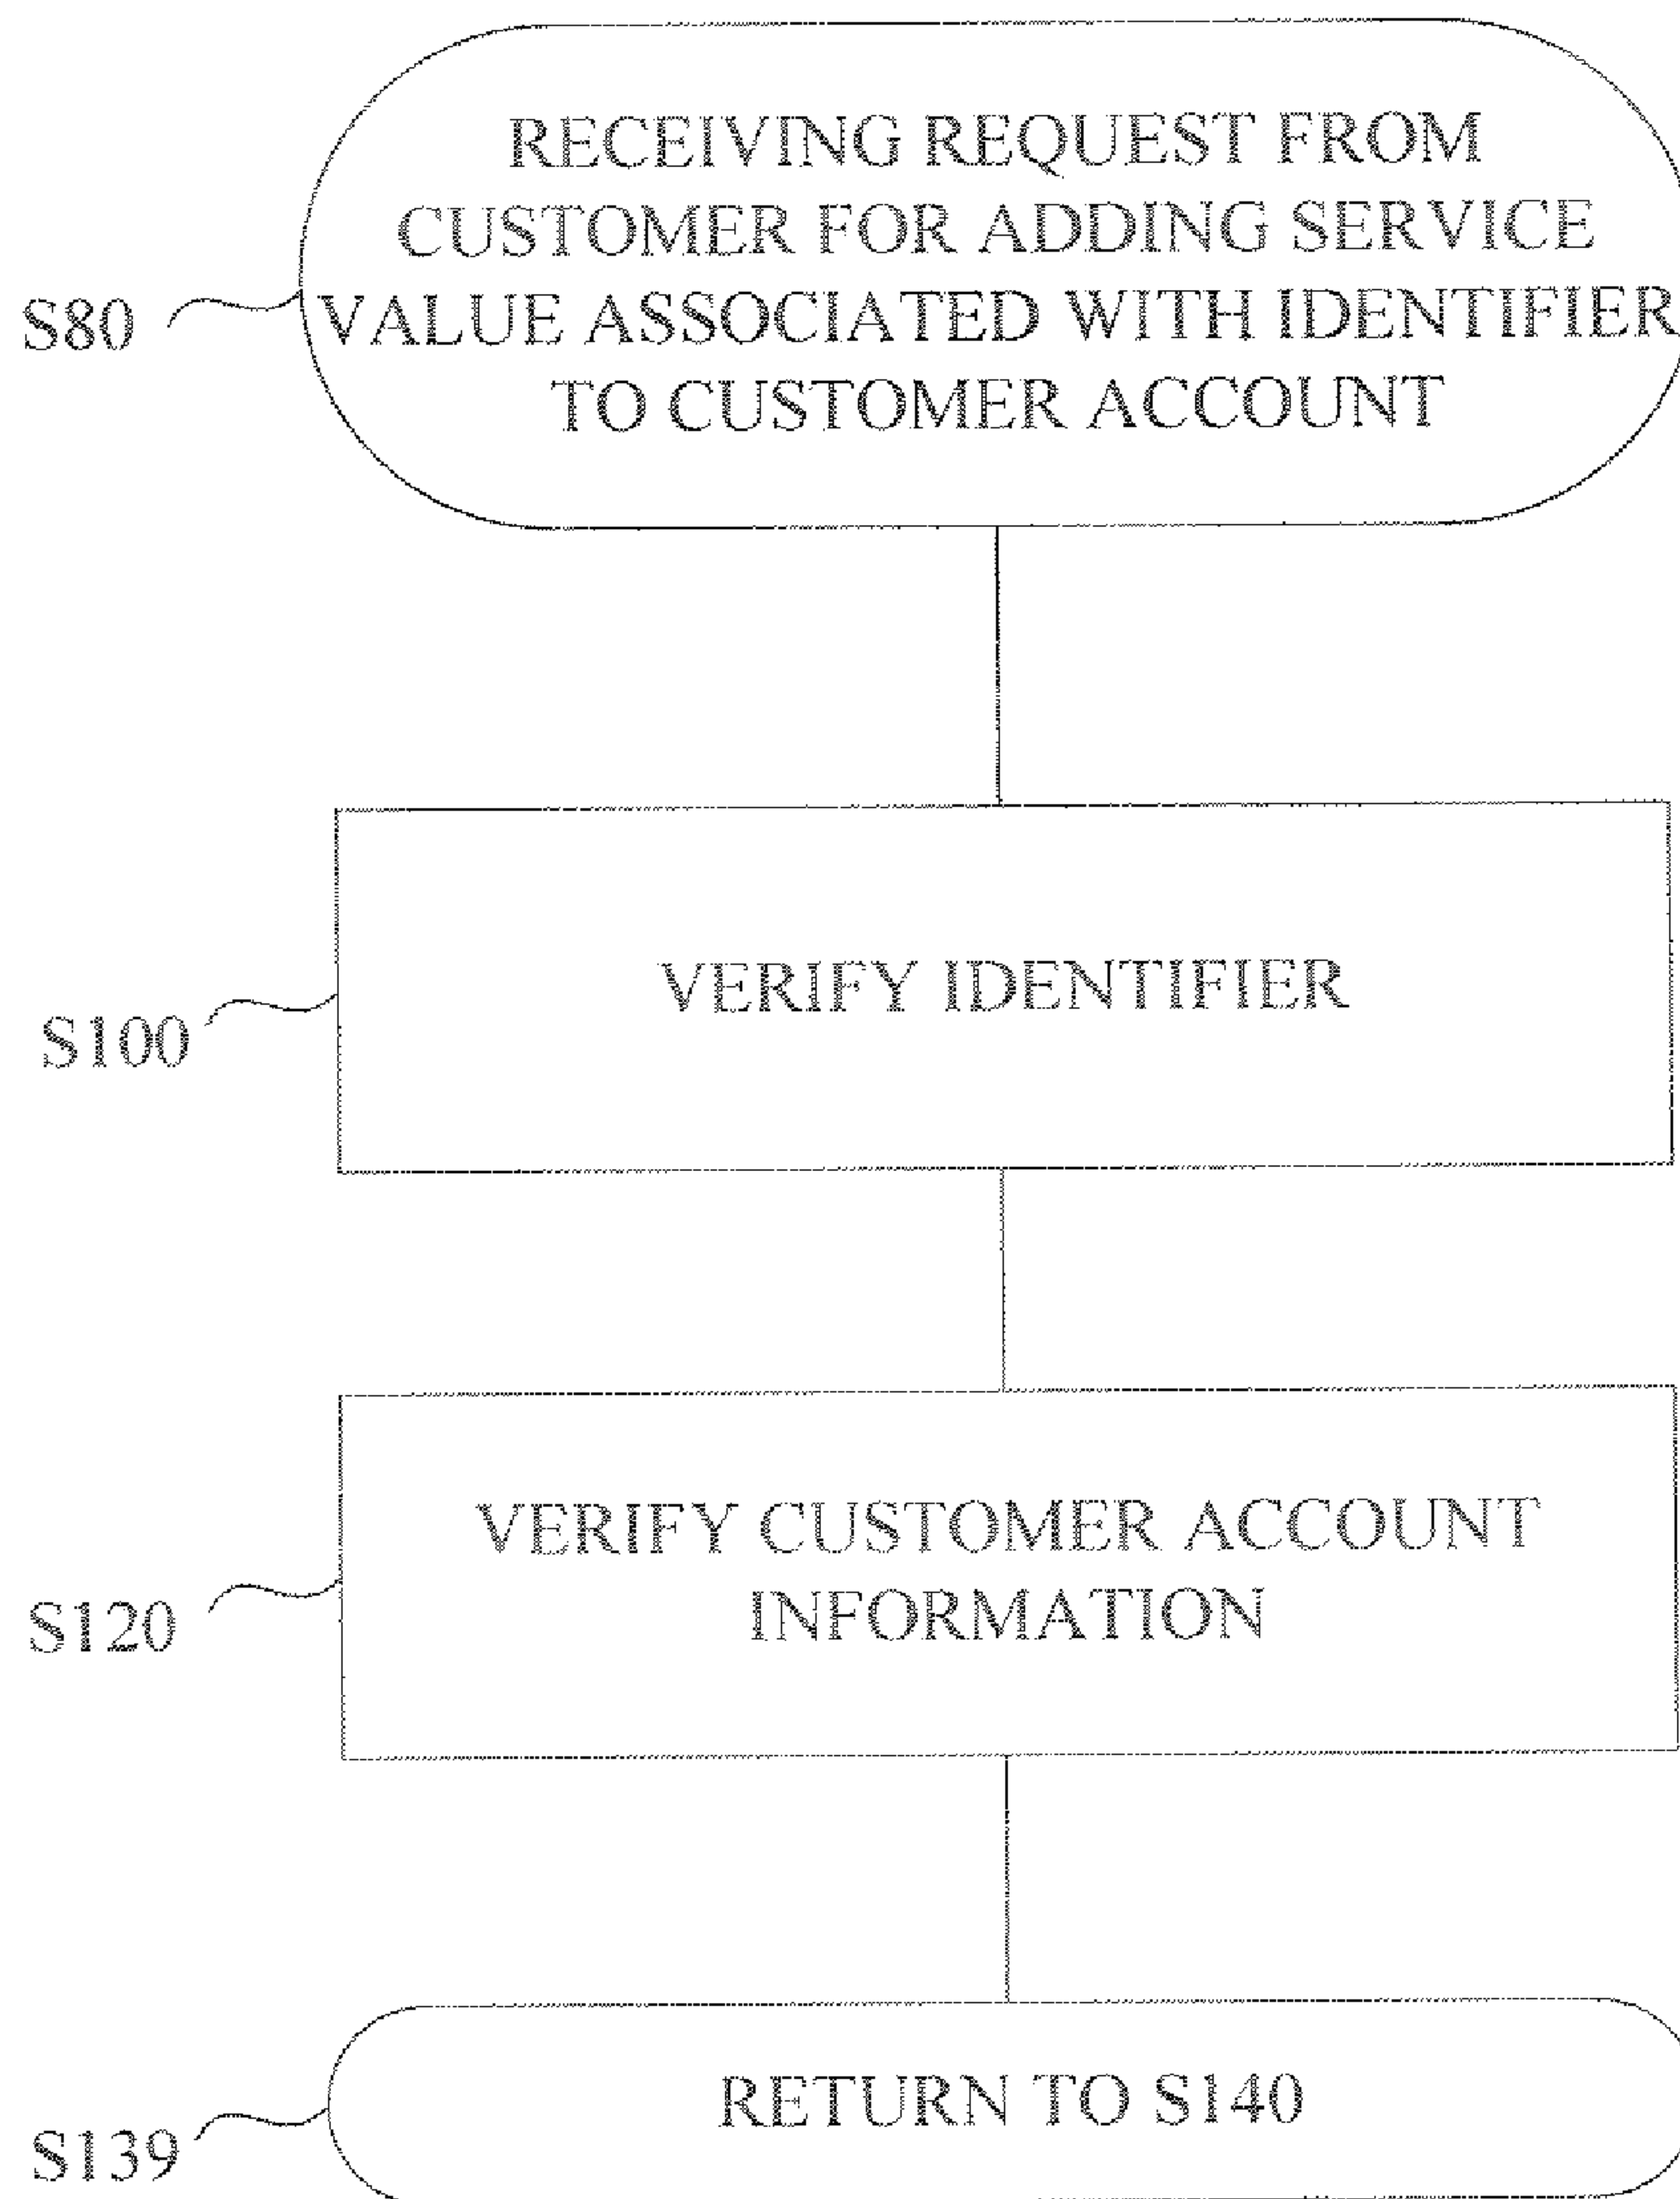 RECEIVING REQUEST FROM
CUSTOMER FOR ADDING SERVICE
VALUE ASSOCIATED WITH IDENTIFIER
TO CUSTOMER ACCOUNT
S80
VERIFY IDENTIFIER
S100
VERIFY CUSTOMER ACCOUNT
INFORMATION
S120
RETURN TO S140
S139